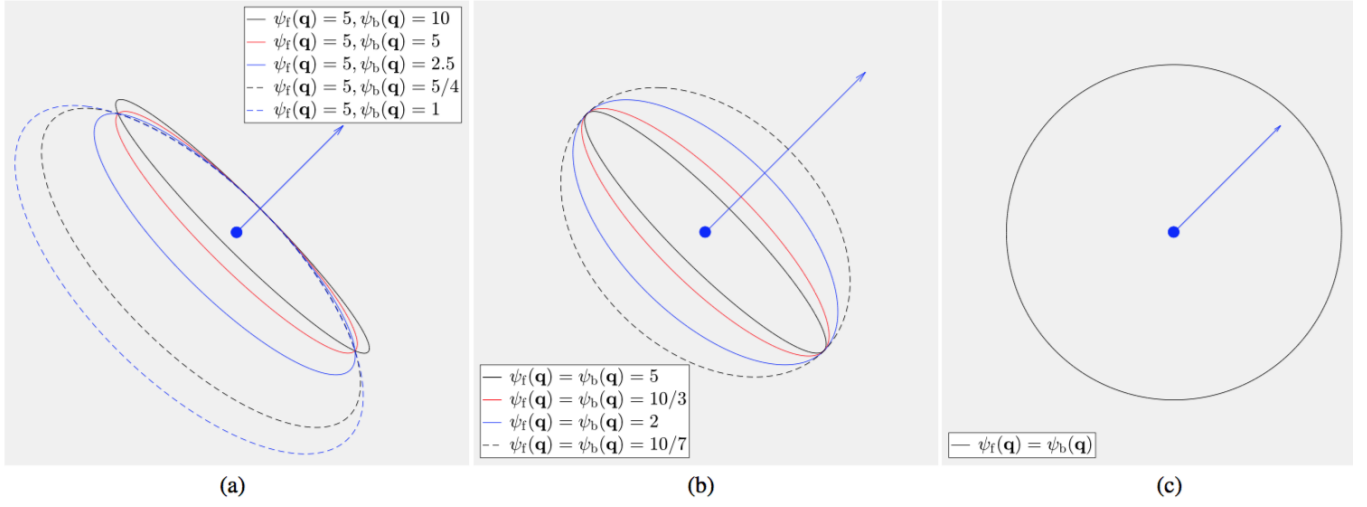 ψf(q) = 5, ψb(q) = 10
ψf(q) = 5, ψb(q) = 5
ψf(q) = 5, ψb(q) = 2.5
ψf(q) = 5, ψb(q) = 5/4
ψf(q) = 5, ψb(q) = 1
ψf(q) = ψb(q) = 5
ψf(q) = ψb(q) = 10/3
ψf(q) = ψb(q) = 2
ψf(q) = ψb(q) = 10/7
ψf(q) = ψb(q)
(a)
(b)
(c)